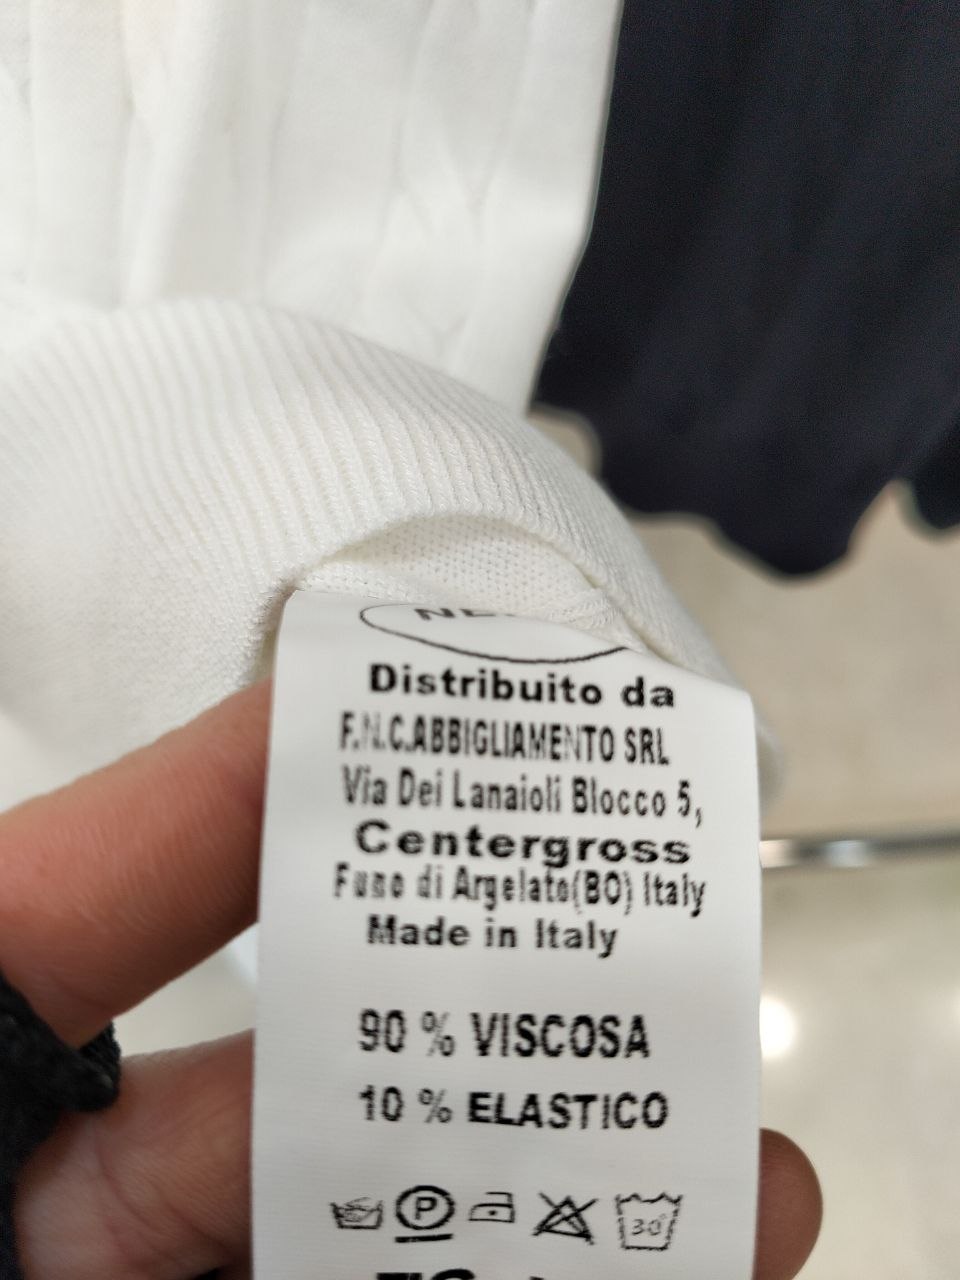 Distribuito da
F.N.C.ABBIGLIAMENTO SRL
Via Dei Lanaioli Blocco 5,
Centergross
Funo di Argelato(BO) Italy
Made in Italy
90 % VISCOSA
10 % ELASTICO
P
30°